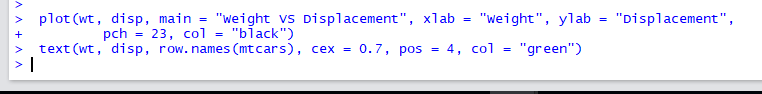 >
> plot(wt, disp, main = "Weight VS Displacement", xlab = "Weight", ylab = "Displacement",
+ pch = 23, col = "black")
> text(wt, disp, row.names(mtcars), cex = 0.7, pos = 4, col = "green")
>